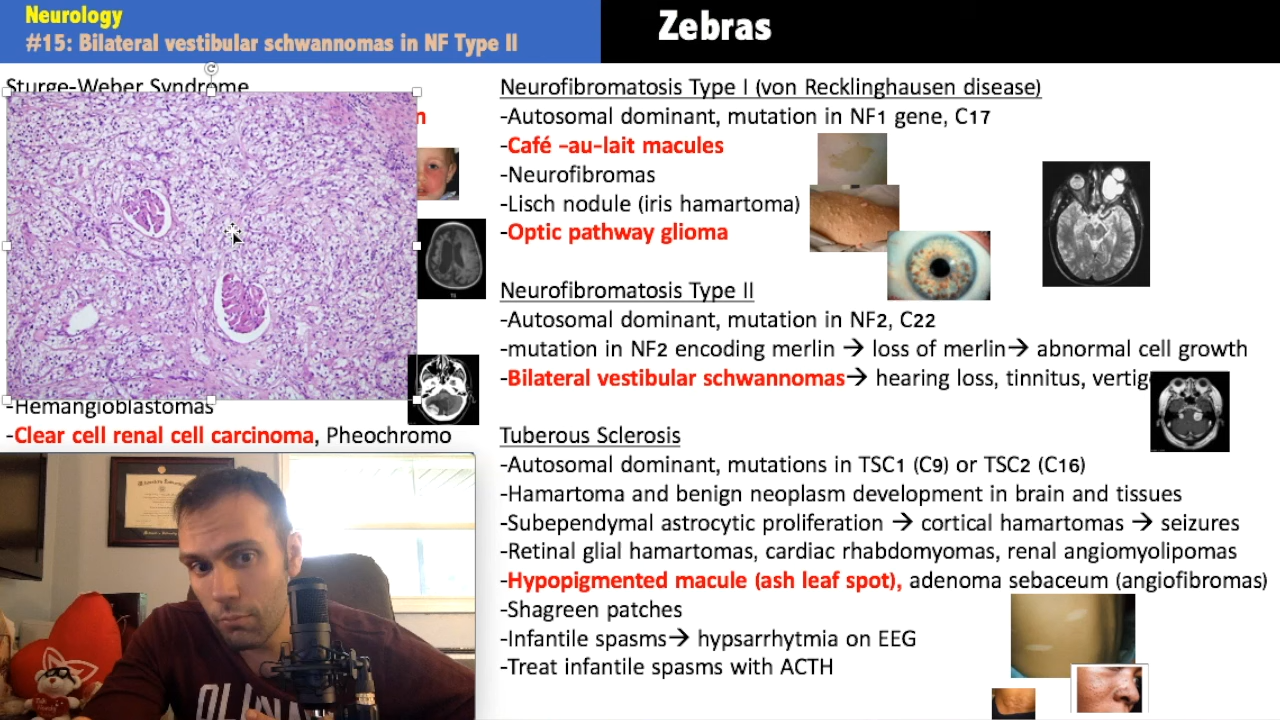 Neurology
#15: Bilateral vestibular schwannomas in NF Type II
Zebras
Sturge-Weber Syndrome
n
-Hemangioblastomas
-Clear cell renal cell carcinoma, Pheochromo
Neurofibromatosis Type I (von Recklinghausen disease)
-Autosomal dominant, mutation in NF1 gene, C17
-Café -au-lait macules
-Neurofibromas
-Lisch nodule (iris hamartoma)
-Optic pathway glioma
Neurofibromatosis Type II
-Autosomal dominant, mutation in NF2, C22
-mutation in NF2 encoding merlin → loss of merlin→ abnormal cell growth
-Bilateral vestibular schwannomas→ hearing loss, tinnitus, vertig
Tuberous Sclerosis
-Autosomal dominant, mutations in TSC1 (C9) or TSC2 (C16)
-Hamartoma and benign neoplasm development in brain and tissues
-Subependymal astrocytic proliferation → cortical hamartomas → seizures
-Retinal glial hamartomas, cardiac rhabdomyomas, renal angiomyolipomas
-Hypopigmented macule (ash leaf spot), adenoma sebaceum (angiofibromas)
-Shagreen patches
-Infantile spasms→ hypsarrhytmia on EEG
-Treat infantile spasms with ACTH